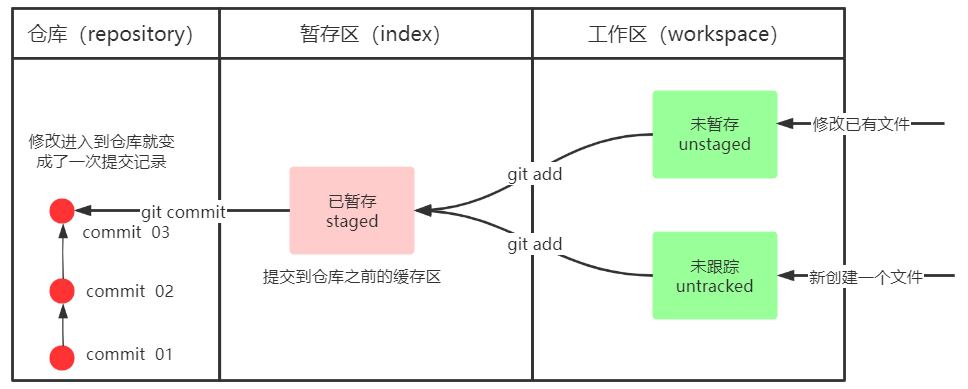 仓库（repository）
暂存区（index）
工作区（workspace）
修改进入到仓库就变
成了一次提交记录
git commit
commit 03
commit 02
commit 01
已暂存
staged
提交到仓库之前的缓存区
git add
git add
未暂存
unstaged
修改已有文件
未跟踪
untracked
新创建一个文件